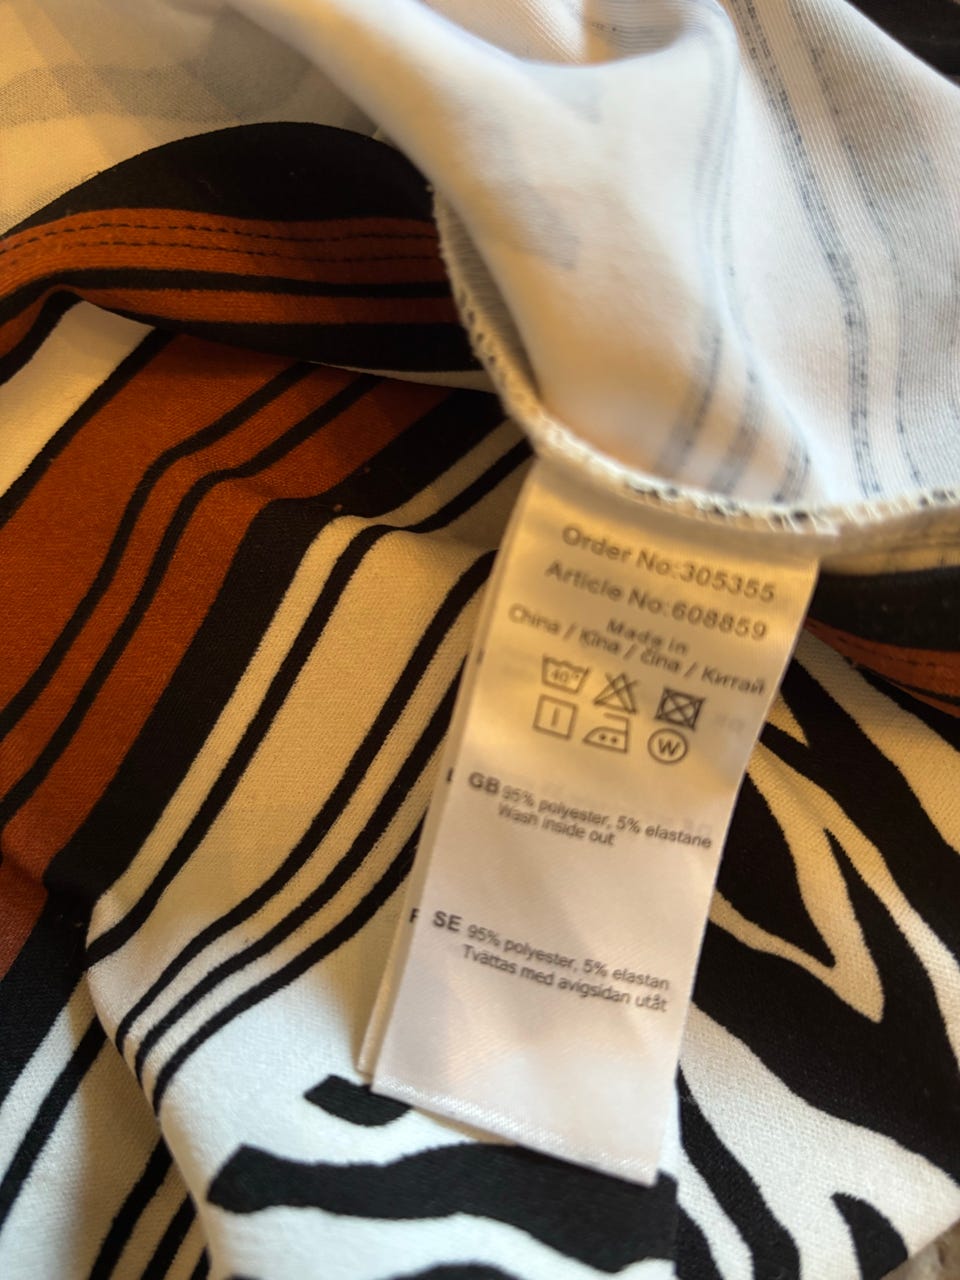 Order No:305355
Article No:608859
Made in
China / Kina / čína / Китай
40°
W
GB 95% polyester, 5% elastane
Wash inside out
SE 95% polyester, 5% elastan
Tvättas med avigsidan utåt